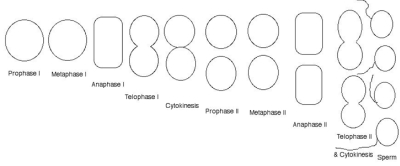 Prophase I
Metaphase I
Anaphase I
Telophase I
Cytokinesis
Prophase II
Metaphase II
Anaphase II
Telophase II
& Cytokinesis
Sperm